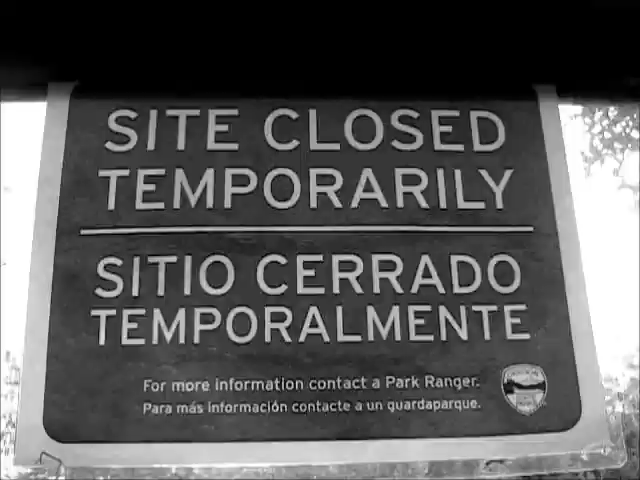 SITE CLOSED
TEMPORARILY
SITIO CERRADO
TEMPORALMENTE
For more information contact a Park Ranger.
Para más información contacte a un guardaparque.